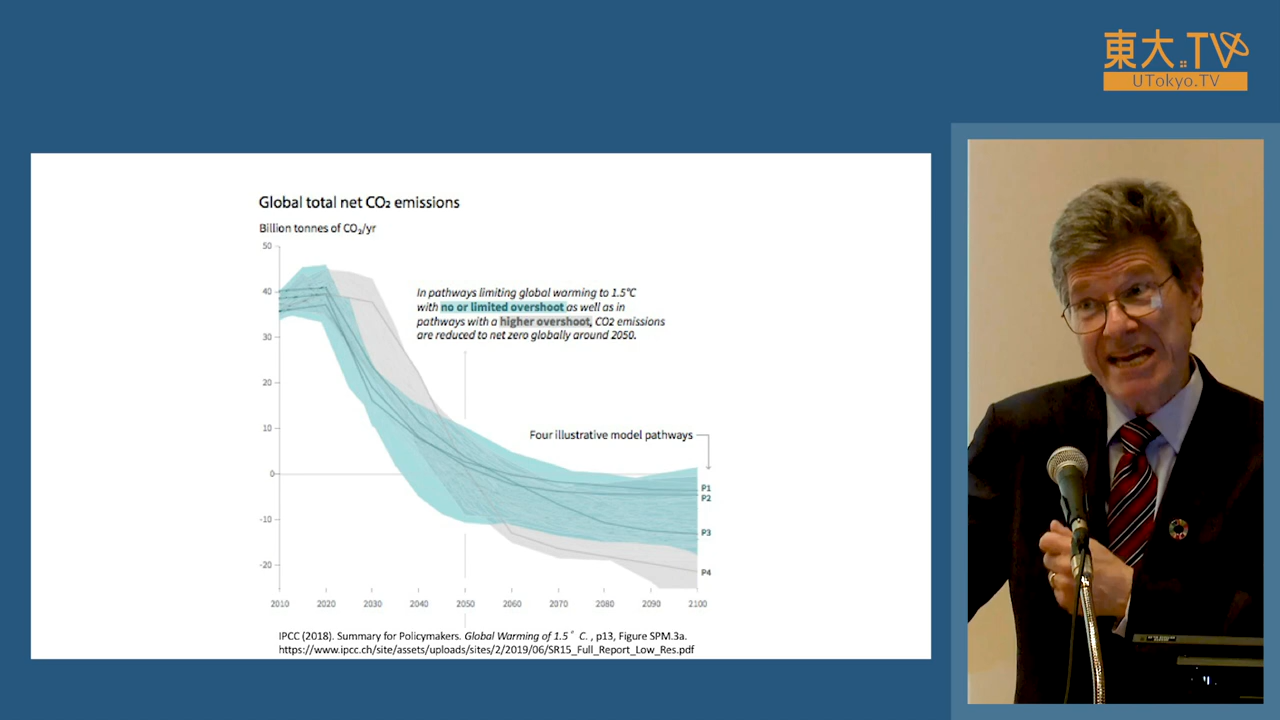 東大.TV
UTokyo.TV
Global total net CO₂ emissions
Billion tonnes of CO₂/yr
50
40
30
20
10
0
-10
-20
In pathways limiting global warming to 1.5°C
with no or limited overshoot as well as in
pathways with a higher overshoot, CO2 emissions
are reduced to net zero globally around 2050.
Four illustrative model pathways
P1
P2
P3
P4
2010 2020 2030 2040 2050 2060 2070 2080 2090 2100
IPCC (2018). Summary for Policymakers. Global Warming of 1.5° C. , p13, Figure SPM.3a.
https://www.ipcc.ch/site/assets/uploads/sites/2/2019/06/SR15_Full_Report_Low_Res.pdf